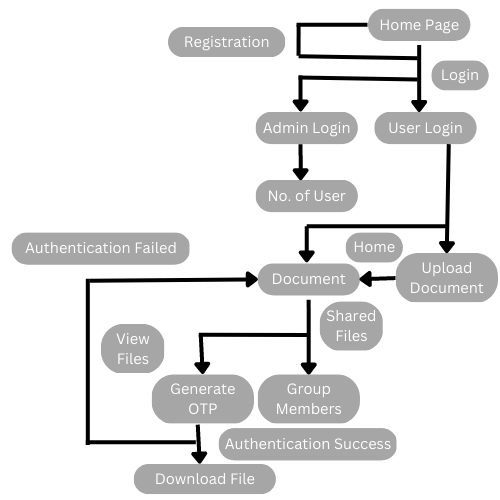 Home Page
Registration
Login
Admin Login
User Login
No. of User
Authentication Failed
Home
Document
Upload
Document
Shared
Files
View
Files
Generate
OTP
Group
Members
Authentication Success
Download File